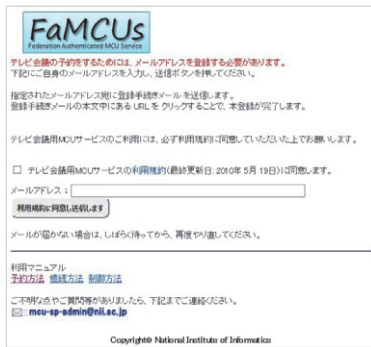 FaMCUs
Federation Authenticated MCU Service
テレビ会議の予約をするためには、メールアドレスを登録する必要があります。
下記にご自身のメールアドレスを入力し、送信ボタンを押してください。
指定されたメールアドレス宛に登録手続きメールを送信します。
登録手続きメールの本文中にある URL をクリックすることで、本登録が完了します。
テレビ会議用MCUサービスのご利用には、必ず利用規約に同意していただいた上でお願いします。
テレビ会議用MCUサービスの利用規約(最終更新日: 2010年 5月 19日)に同意します。
メールアドレス :
利用規約に同意し送信します
メールが届かない場合は、しばらく待ってから、再度やり直してください。
利用マニュアル
予約方法 接続方法 制御方法
ご不明な点やご質問等がありましたら、下記までご連絡ください。
: mcu-sp-admin@nii.ac.jp
Copyright© National Institute of Informatics